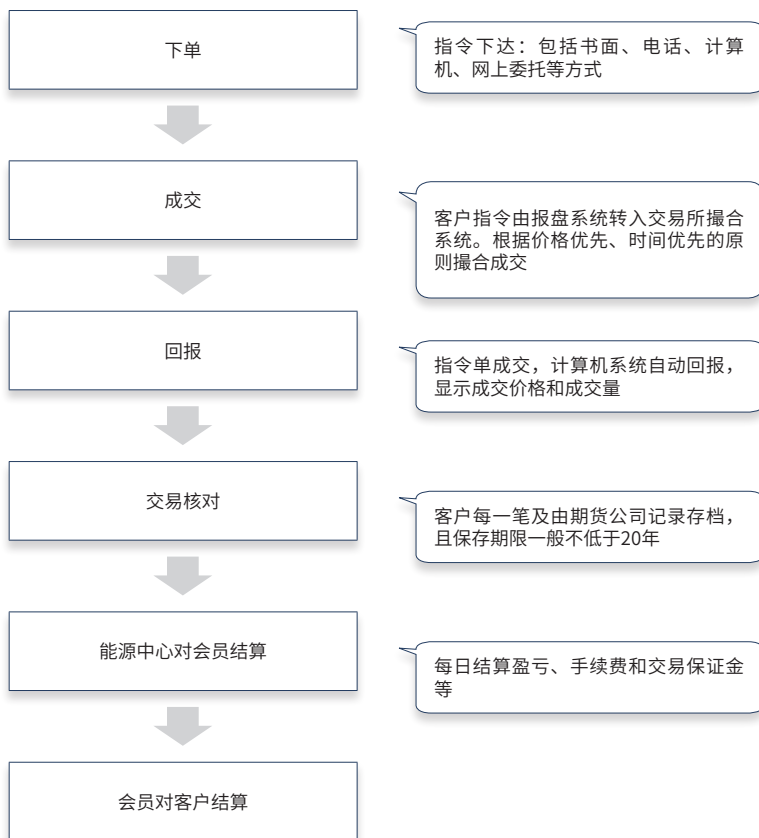 下单
指令下达：包括书面、电话、计算
机、网上委托等方式
成交
客户指令由报盘系统转入交易所撮合
系统。根据价格优先、时间优先的原
则撮合成交
回报
指令单成交，计算机系统自动回报，
显示成交价格和成交量
交易核对
客户每一笔及由期货公司记录存档，
且保存期限一般不低于20年
能源中心对会员结算
每日结算盈亏、手续费和交易保证金
等
会员对客户结算